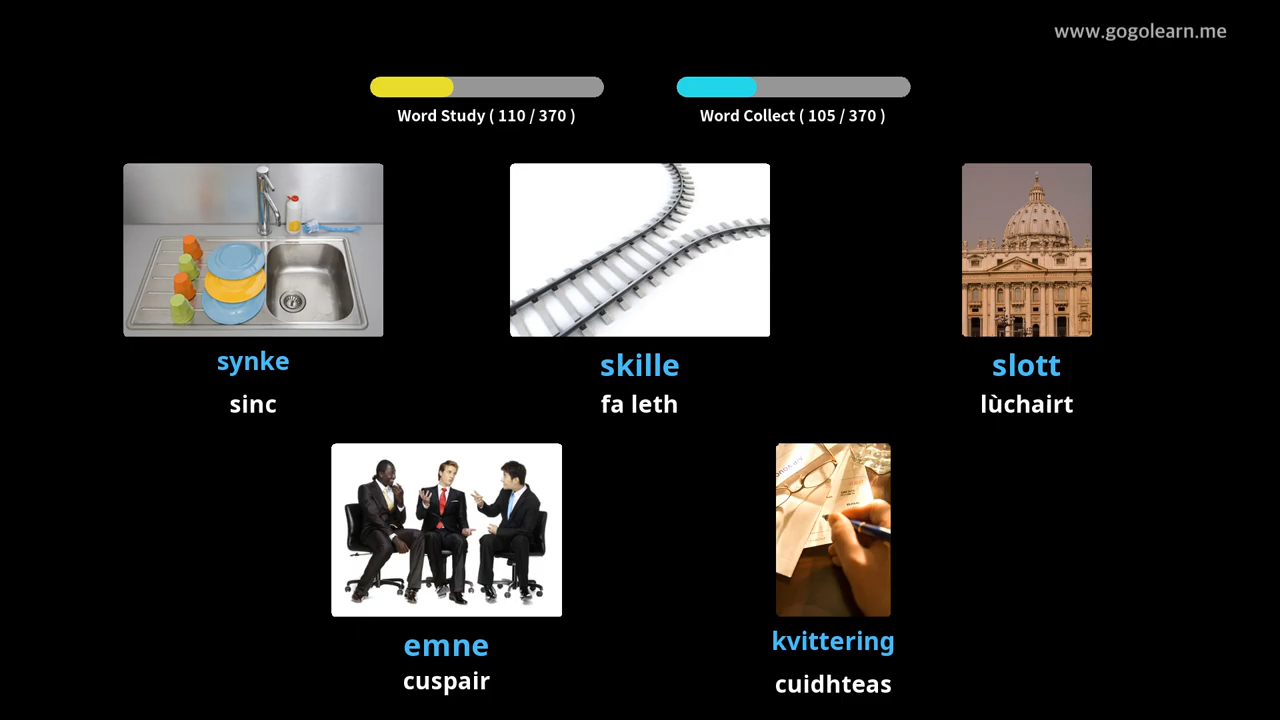 www.gogolearn.me
Word Study ( 110 / 370 )
Word Collect ( 105 / 370 )
synke
skille
slott
sinc
fa leth
lùchairt
emne
kvittering
cuspair
cuidhteas